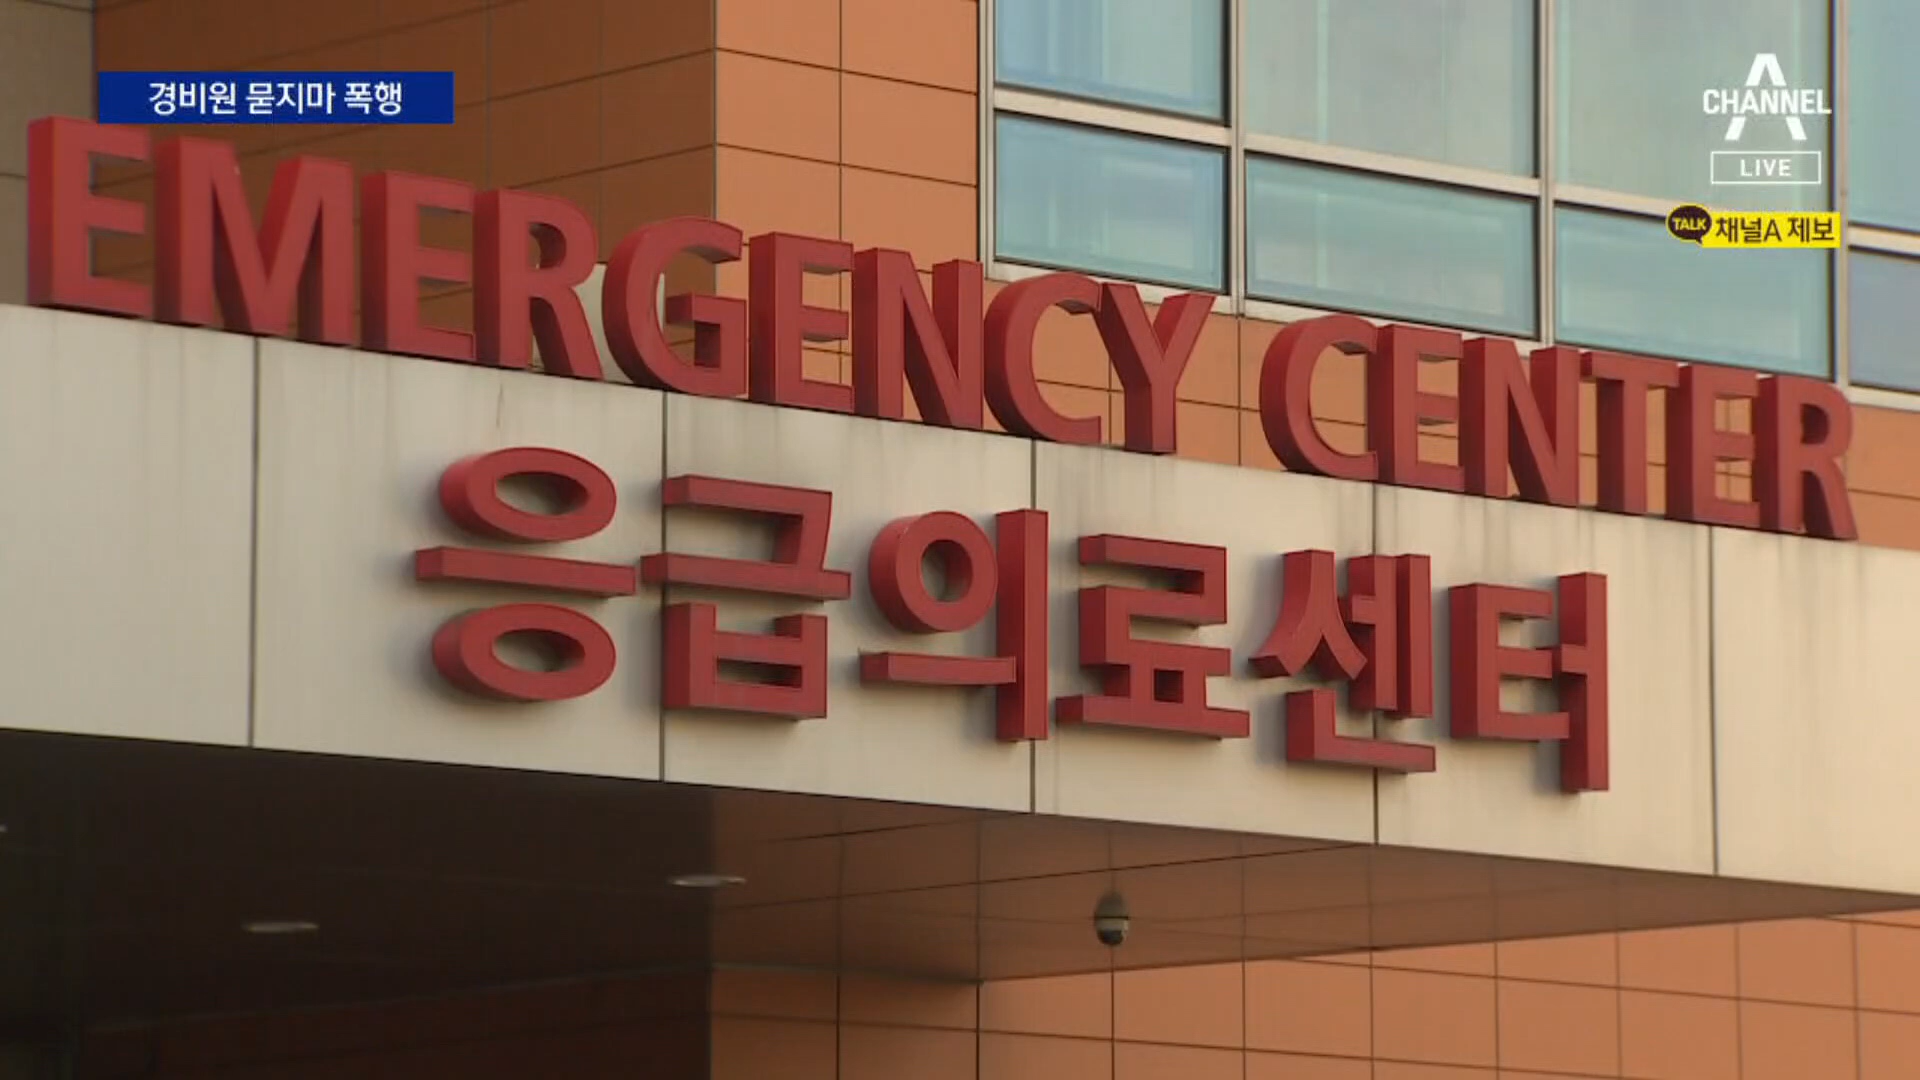 경비원 묻지마 폭행
CHANNEL A
LIVE
TALK 채널A 제보
EMERGENCY CENTER
응급의료센터